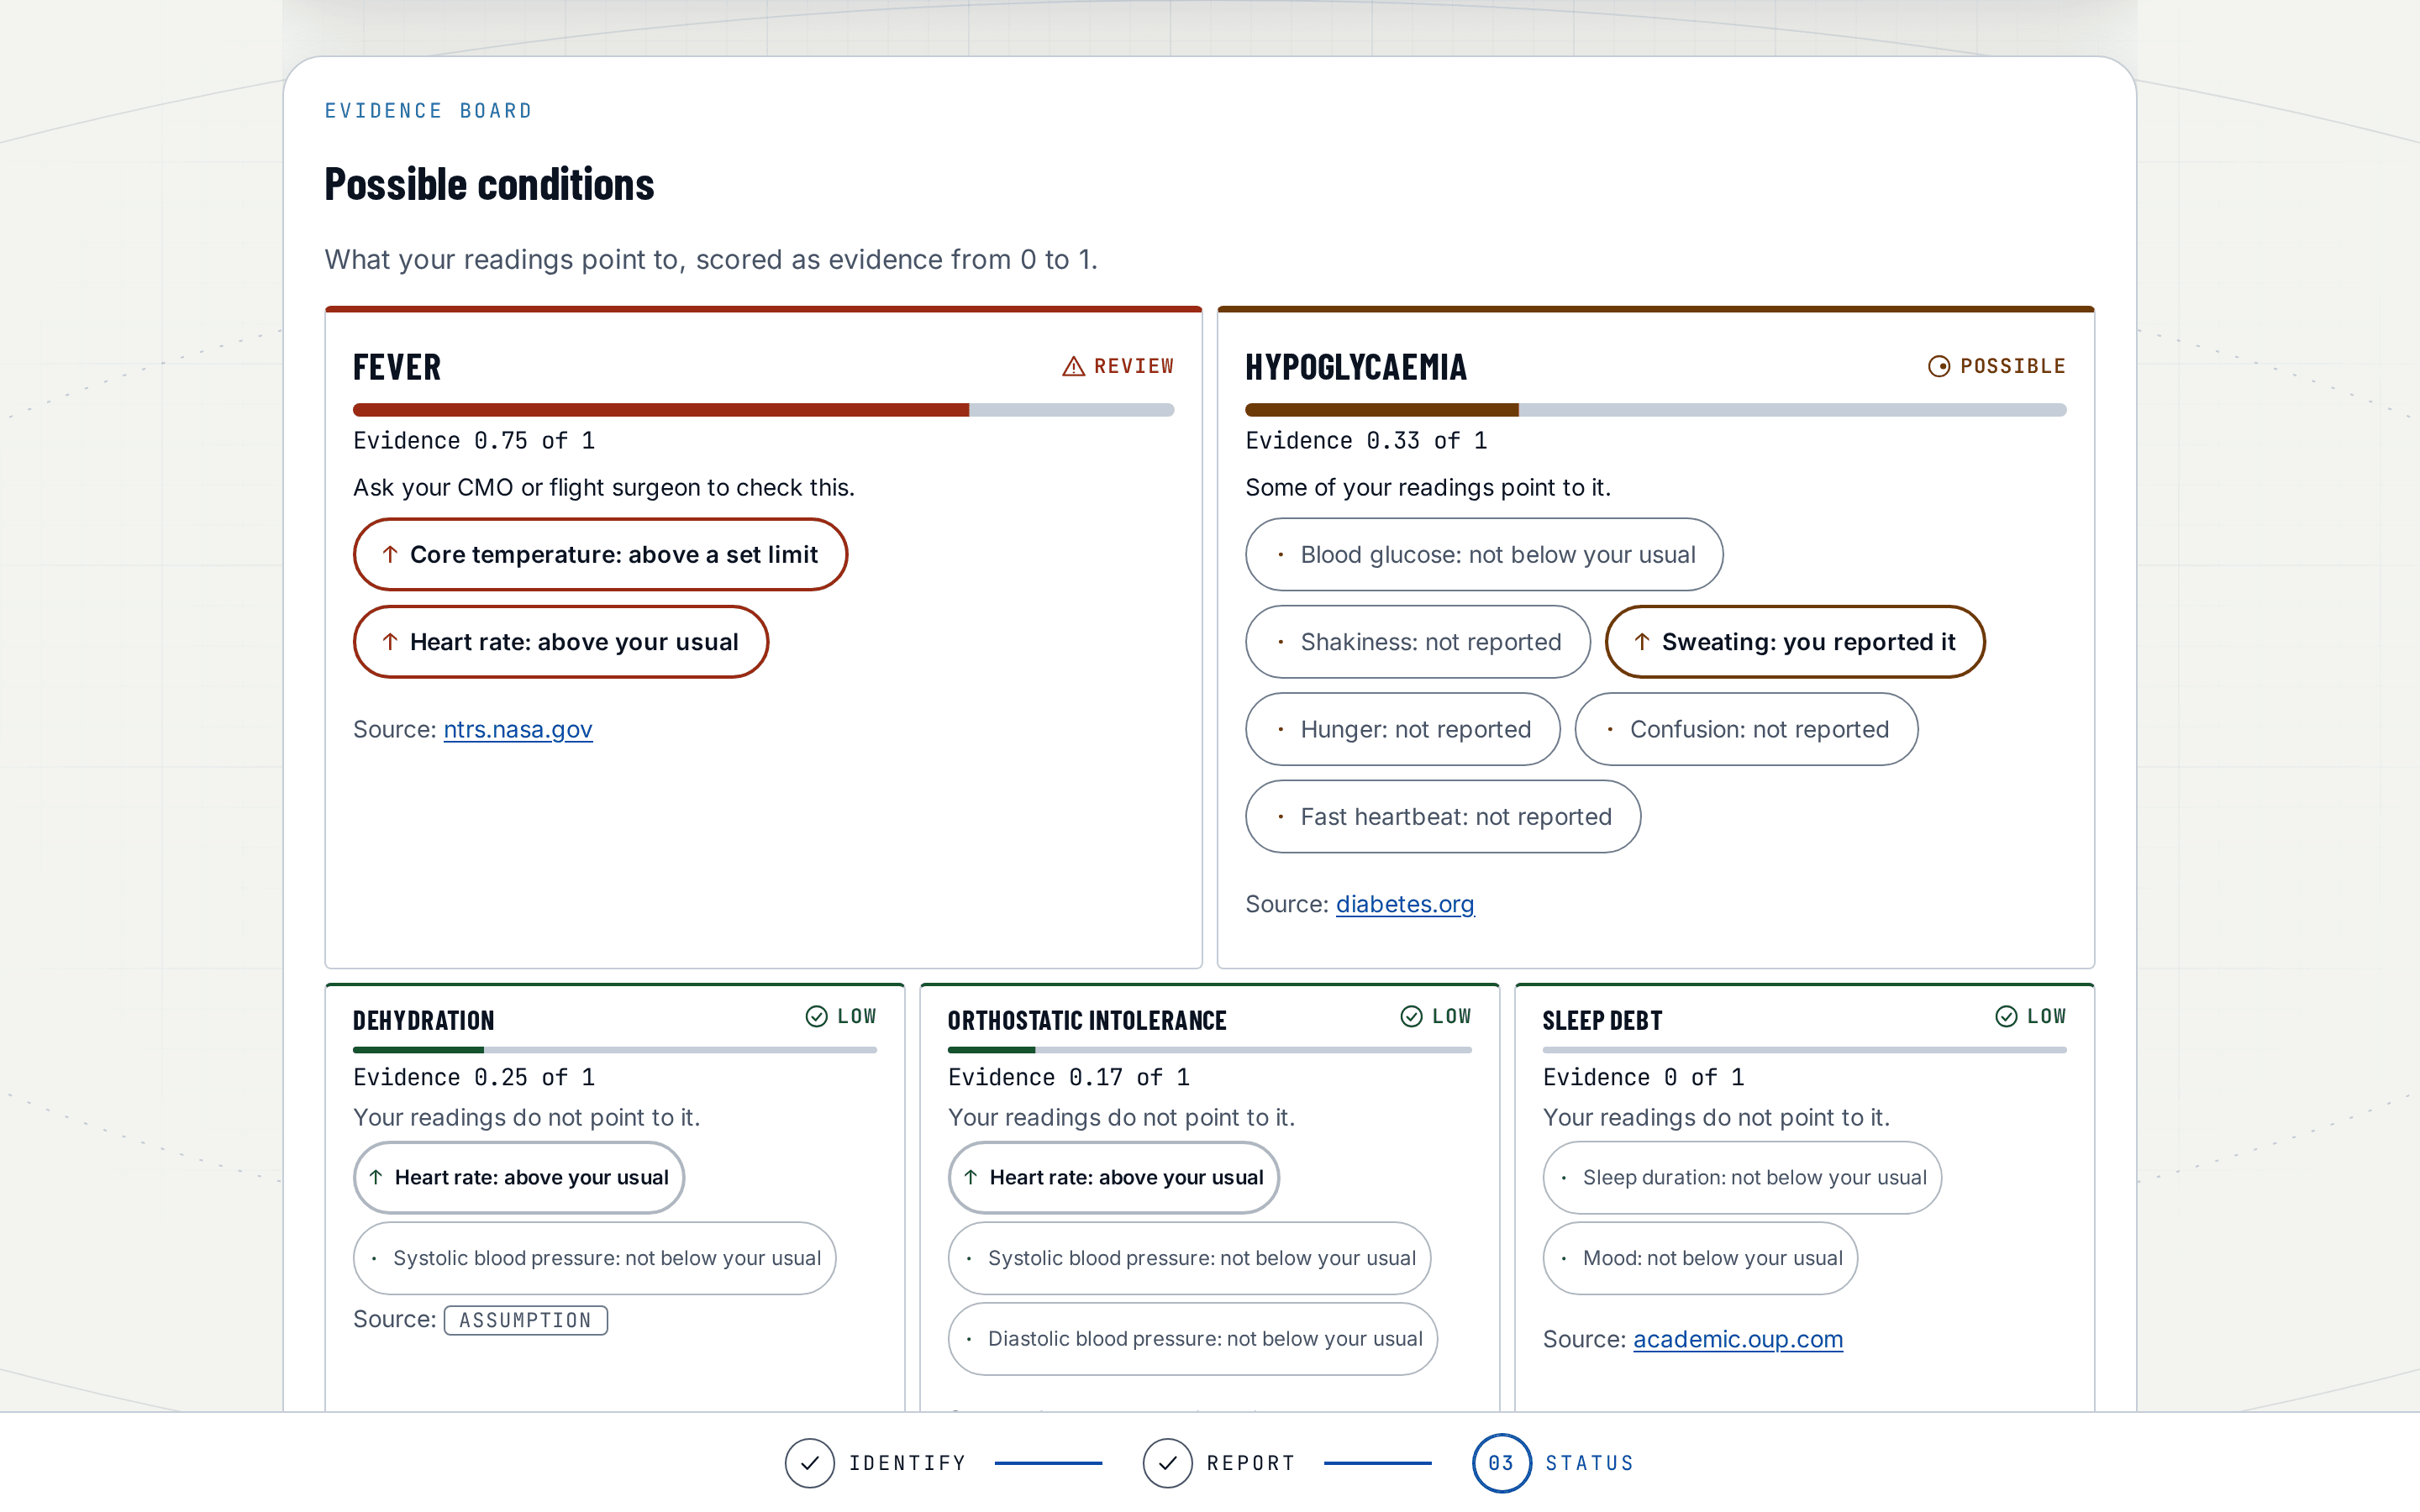 EVIDENCE BOARD
Possible conditions
What your readings point to, scored as evidence from 0 to 1.
FEVER
REVIEW
Evidence 0.75 of 1
Ask your CMO or flight surgeon to check this.
↑ Core temperature: above a set limit
↑ Heart rate: above your usual
Source: ntrs.nasa.gov
HYPOGLYCAEMIA
POSSIBLE
Evidence 0.33 of 1
Some of your readings point to it.
· Blood glucose: not below your usual
· Shakiness: not reported
↑ Sweating: you reported it
· Hunger: not reported
· Confusion: not reported
· Fast heartbeat: not reported
Source: diabetes.org
DEHYDRATION
LOW
Evidence 0.25 of 1
Your readings do not point to it.
↑ Heart rate: above your usual
· Systolic blood pressure: not below your usual
Source: ASSUMPTION
ORTHOSTATIC INTOLERANCE
LOW
Evidence 0.17 of 1
Your readings do not point to it.
↑ Heart rate: above your usual
· Systolic blood pressure: not below your usual
· Diastolic blood pressure: not below your usual
SLEEP DEBT
LOW
Evidence 0 of 1
Your readings do not point to it.
· Sleep duration: not below your usual
· Mood: not below your usual
Source: academic.oup.com
IDENTIFY
REPORT
03 STATUS